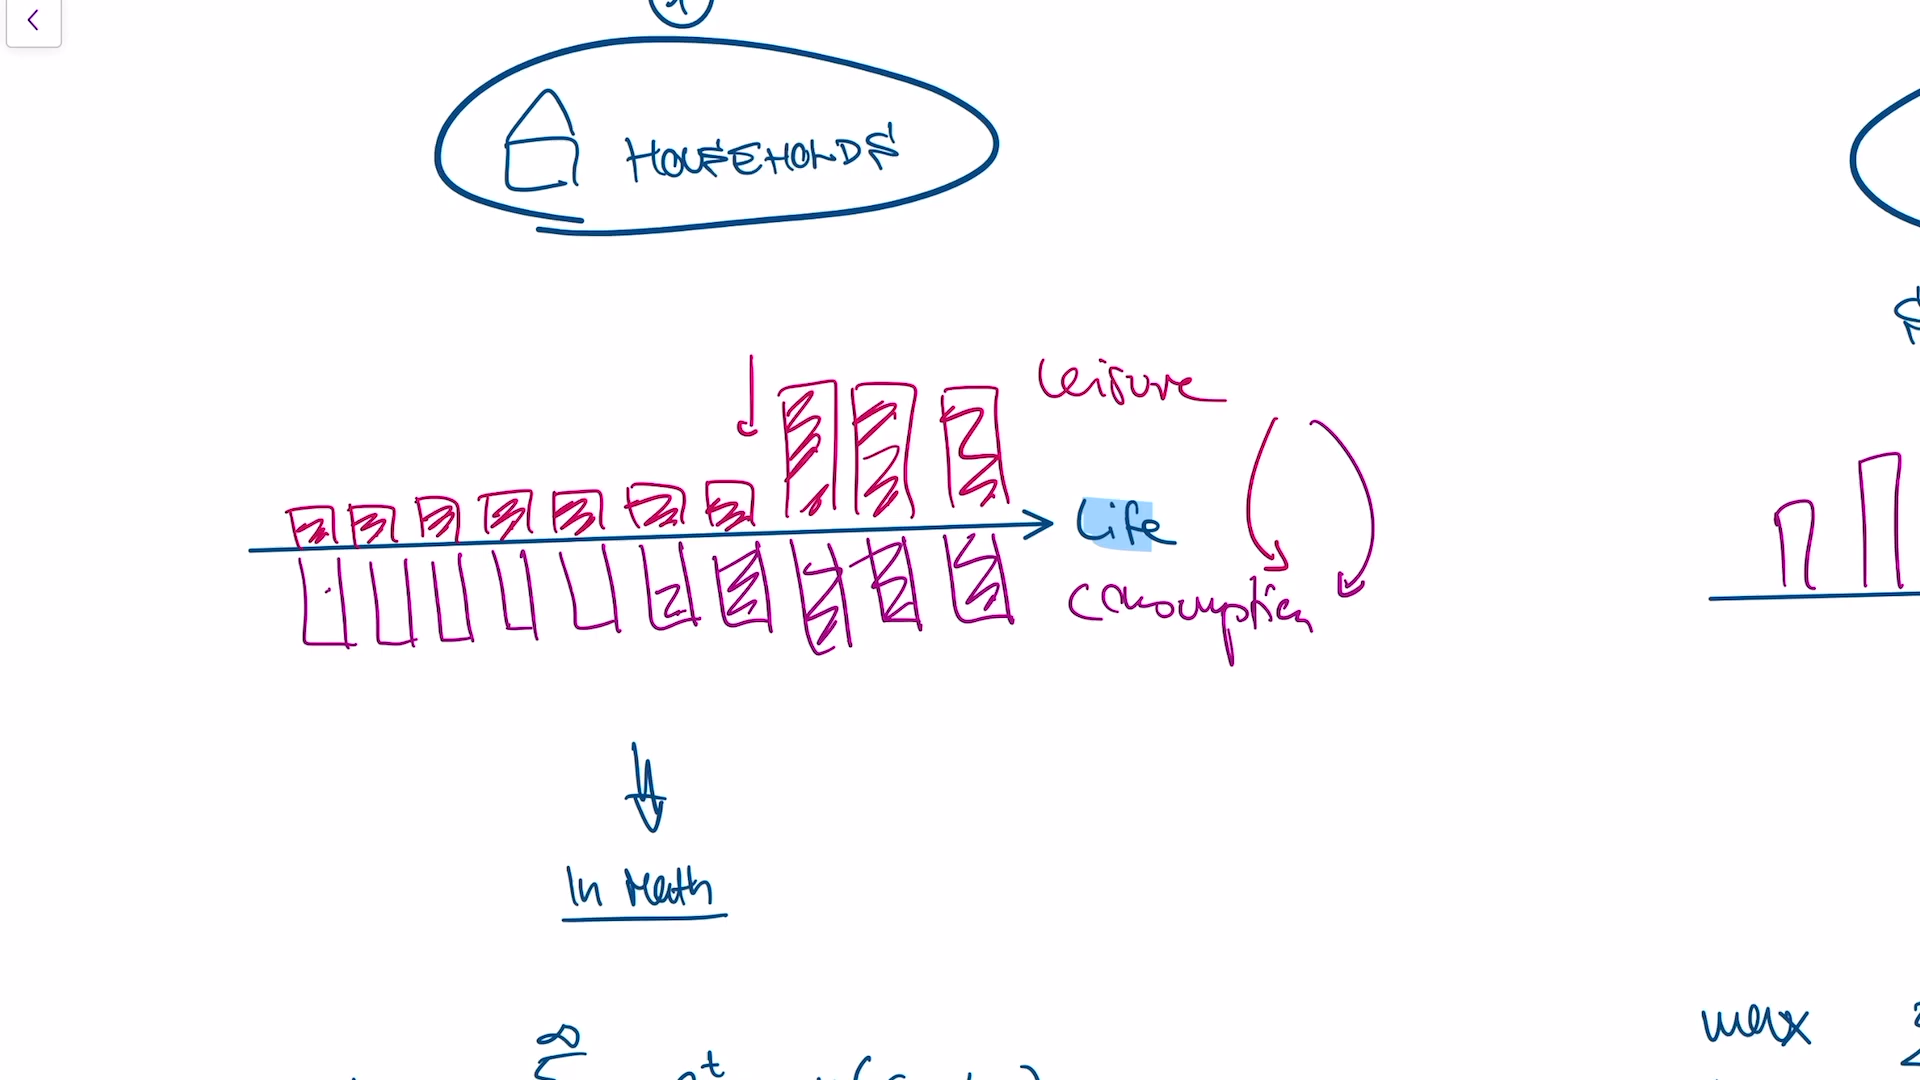 HOUSEHOLDS
Leisure
Life
consumption
In Math
max
∞
t